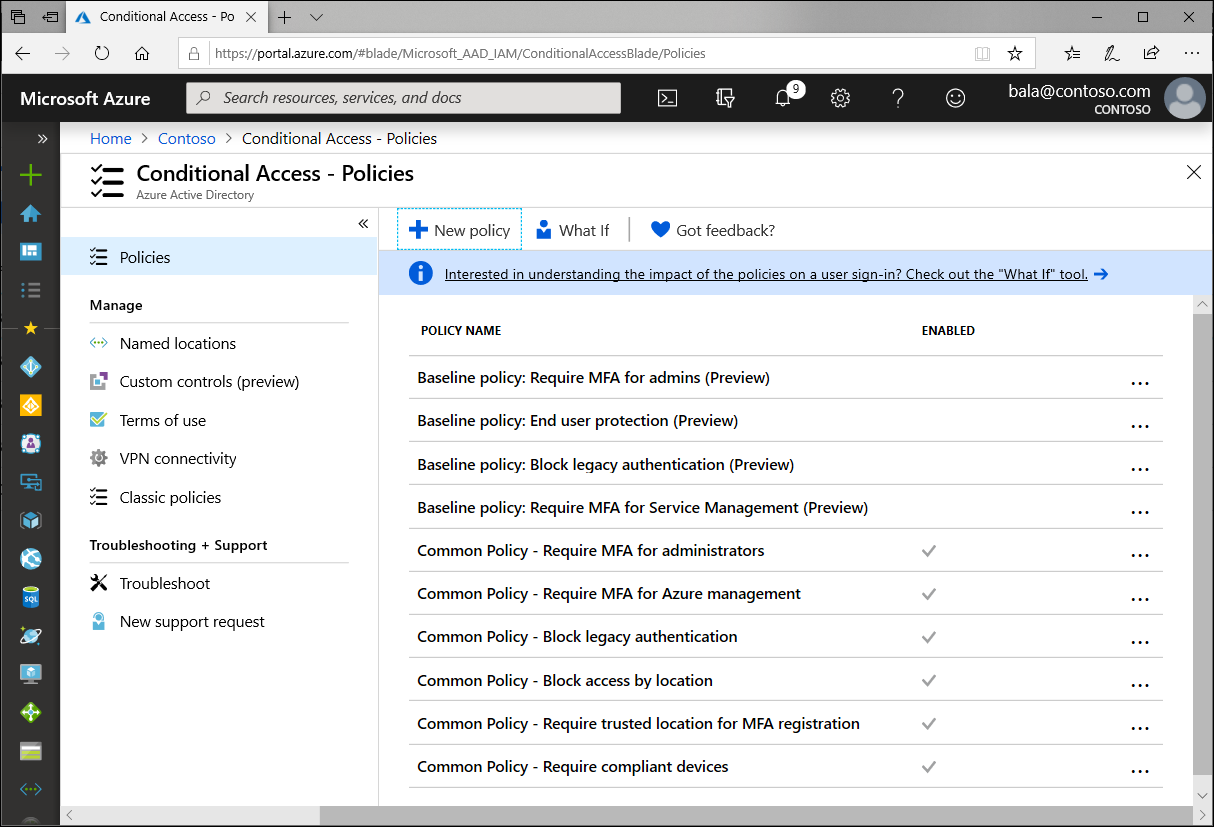 Conditional Access - Po
https://portal.azure.com/#blade/Microsoft_AAD_IAM/ConditionalAccessBlade/Policies
Microsoft Azure
Search resources, services, and docs
9
bala@contoso.com
CONTOSO
Home > Contoso > Conditional Access - Policies
Conditional Access - Policies
Azure Active Directory
Policies
Manage
Named locations
Custom controls (preview)
Terms of use
VPN connectivity
Classic policies
Troubleshooting + Support
Troubleshoot
New support request
New policy
What If
Got feedback?
Interested in understanding the impact of the policies on a user sign-in? Check out the "What If" tool.
POLICY NAME ENABLED
Baseline policy: Require MFA for admins (Preview)
Baseline policy: End user protection (Preview)
Baseline policy: Block legacy authentication (Preview)
Baseline policy: Require MFA for Service Management (Preview)
Common Policy - Require MFA for administrators
Common Policy - Require MFA for Azure management
Common Policy - Block legacy authentication
Common Policy - Block access by location
Common Policy - Require trusted location for MFA registration
Common Policy - Require compliant devices
SQL